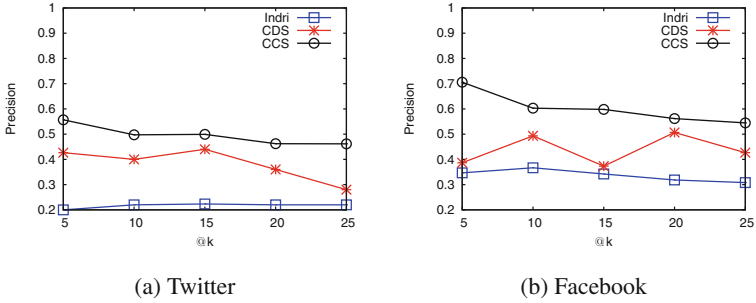 Indri
CDS
CCS
1
0.9
0.8
0.7
0.6
0.5
0.4
0.3
0.2
Precision
5 10 15 20 25
@k
(a) Twitter
Indri
CDS
CCS
1
0.9
0.8
0.7
0.6
0.5
0.4
0.3
0.2
Precision
5 10 15 20 25
@k
(b) Facebook